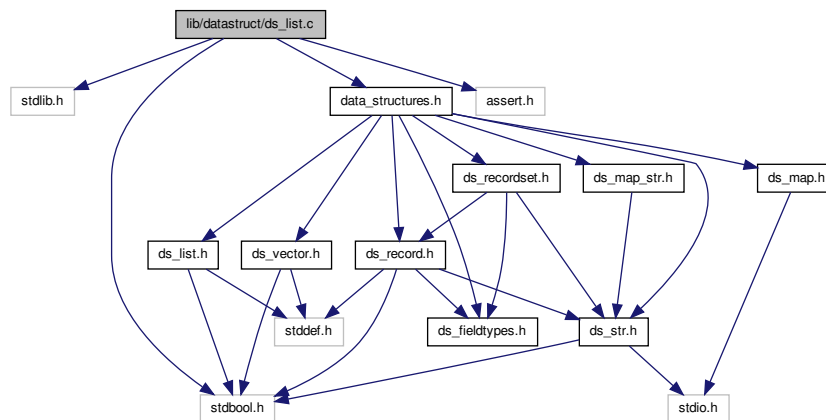 lib/datastruct/ds_list.c
stdlib.h
data_structures.h
assert.h
ds_recordset.h
ds_map_str.h
ds_map.h
ds_list.h
ds_vector.h
ds_record.h
stddef.h
ds_fieldtypes.h
ds_str.h
stdbool.h
stdio.h